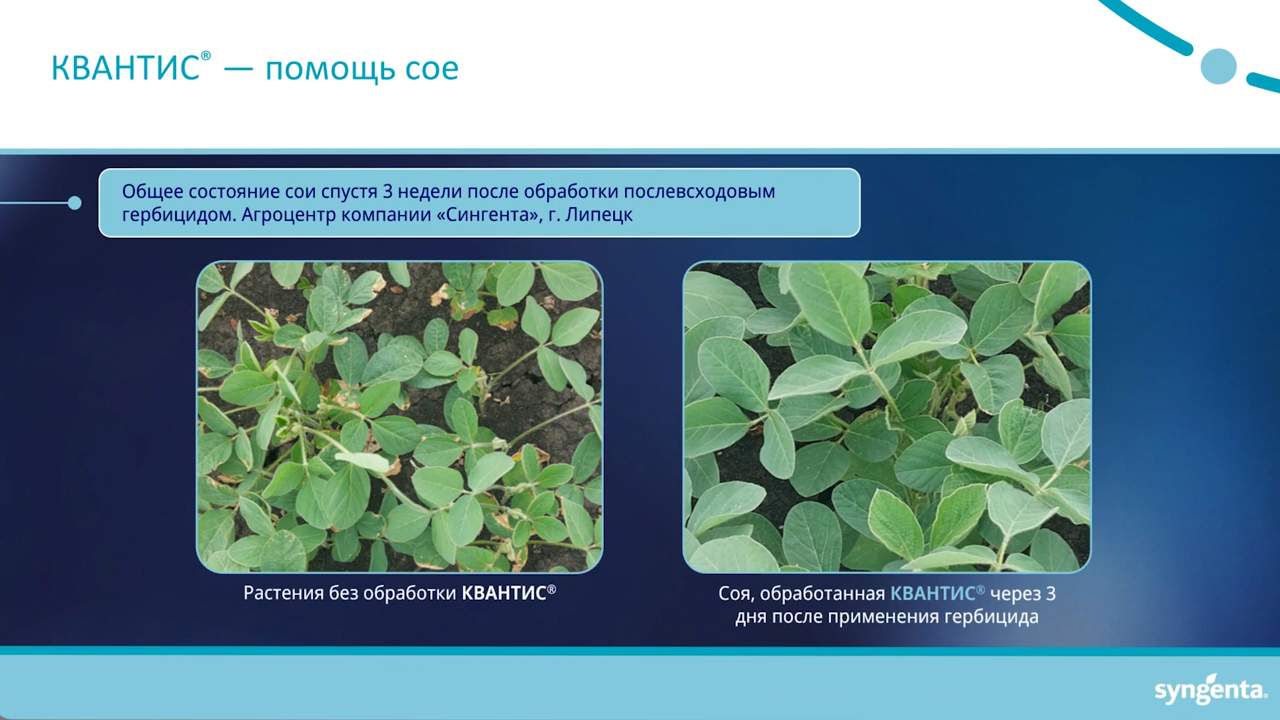 КВАНТИС® — помощь сое
Общее состояние сои спустя 3 недели после обработки послевсходовым
гербицидом. Агроцентр компании «Сингента», г. Липецк
Растения без обработки КВАНТИС®
Соя, обработанная КВАНТИС® через 3
дня после применения гербицида
syngenta.